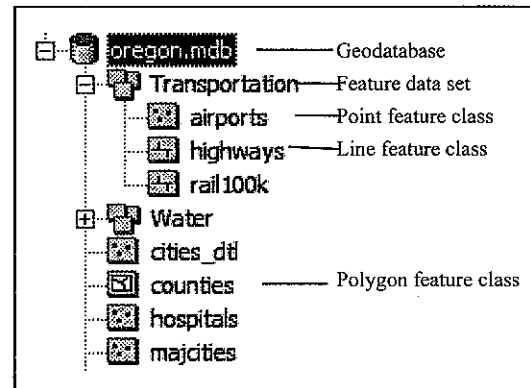 oregon.mdb Geodatabase
Transportation Feature data set
airports Point feature class
highways Line feature class
rail100k
Water
cities_dtl
counties Polygon feature class
hospitals
majcities